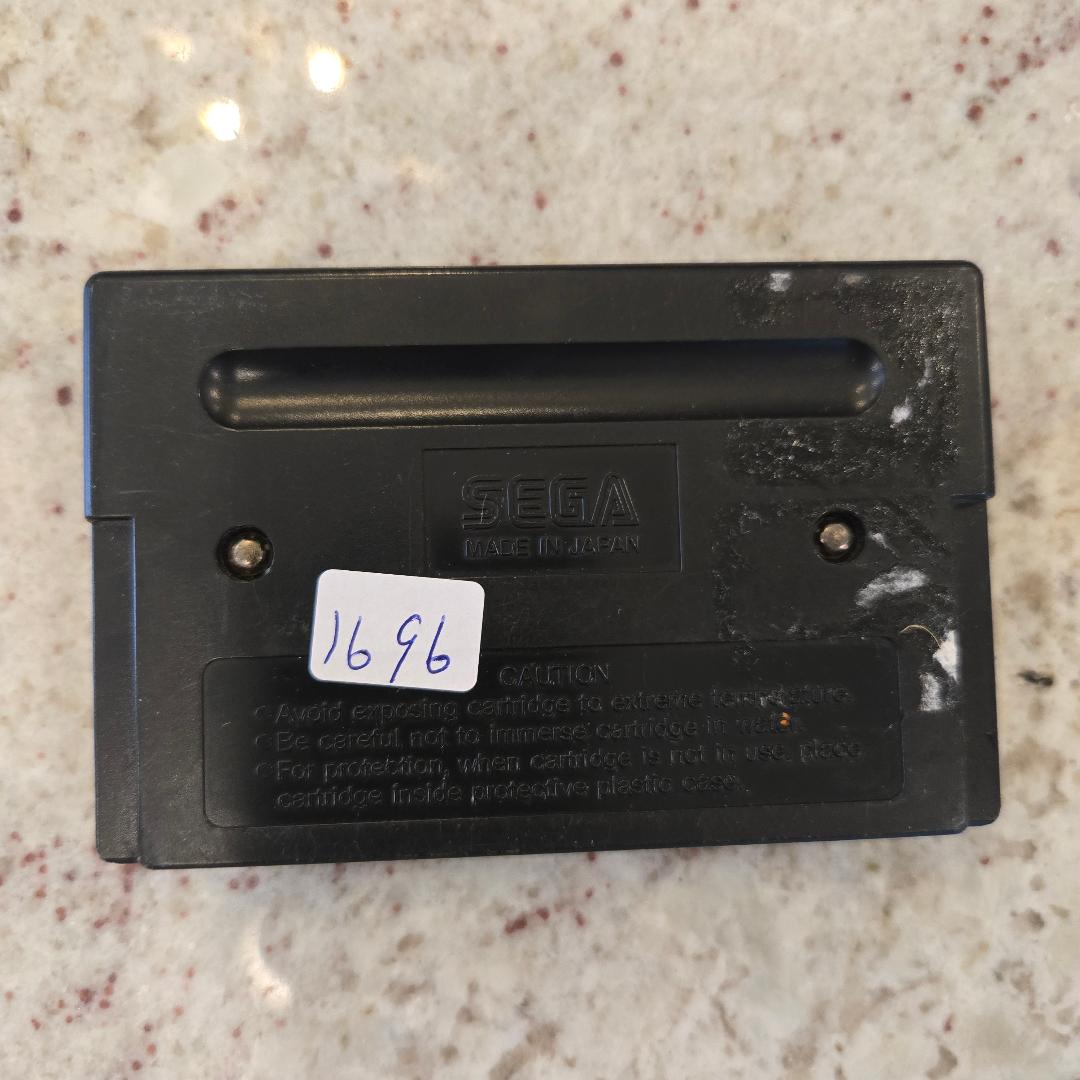 SEGA
MADE IN JAPAN
1696
CAUTION
•Avoid exposing cartridge to extreme temperature.
•Be careful not to immerse cartridge in water.
•For protection, when cartridge is not in use, place
cartridge inside protective plastic case.